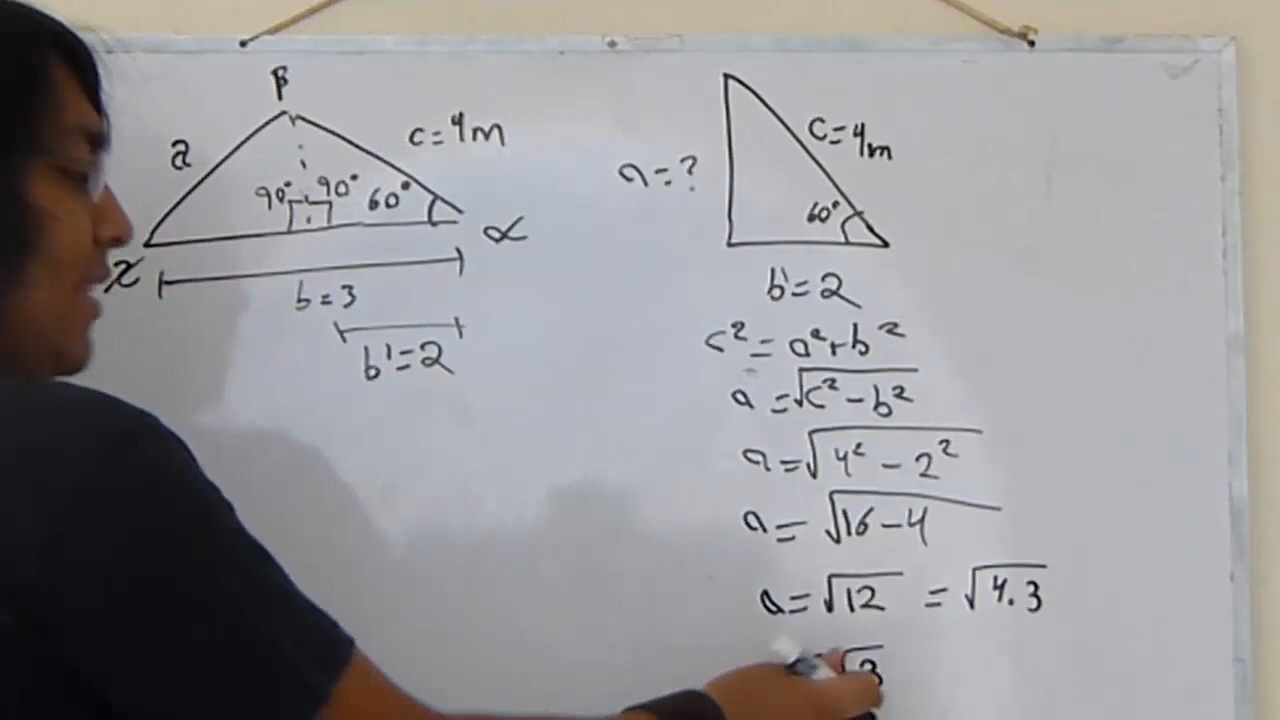 β
a
c=4m
90° 90° 60°
γ
α
b=3
b'=2
c=4m
a=?
60°
b'=2
c²=a²+b²
a=√c²-b²
a=√4²-2²
a=√16-4
a=√12 =√4.3
√3